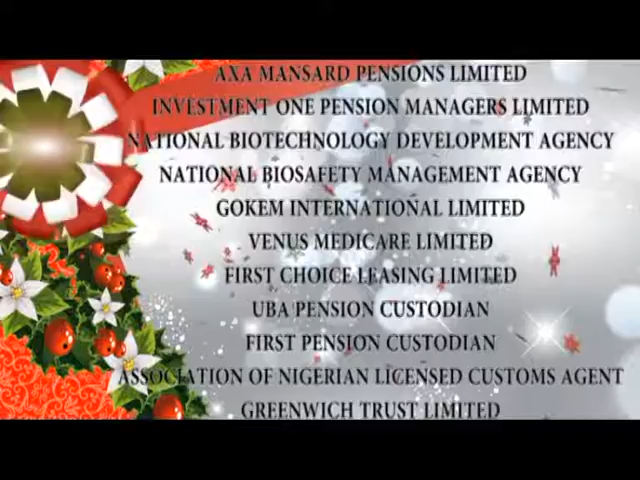 AXA MANSARD PENSIONS LIMITED
INVESTMENT ONE PENSION MANAGERS LIMITED
NATIONAL BIOTECHNOLOGY DEVELOPMENT AGENCY
NATIONAL BIOSAFETY MANAGEMENT AGENCY
GOKEM INTERNATIONAL LIMITED
VENUS MEDICARE LIMITED
FIRST CHOICE LEASING LIMITED
UBA PENSION CUSTODIAN
FIRST PENSION CUSTODIAN
ASSOCIATION OF NIGERIAN LICENSED CUSTOMS AGENT
GREENWICH TRUST LIMITED